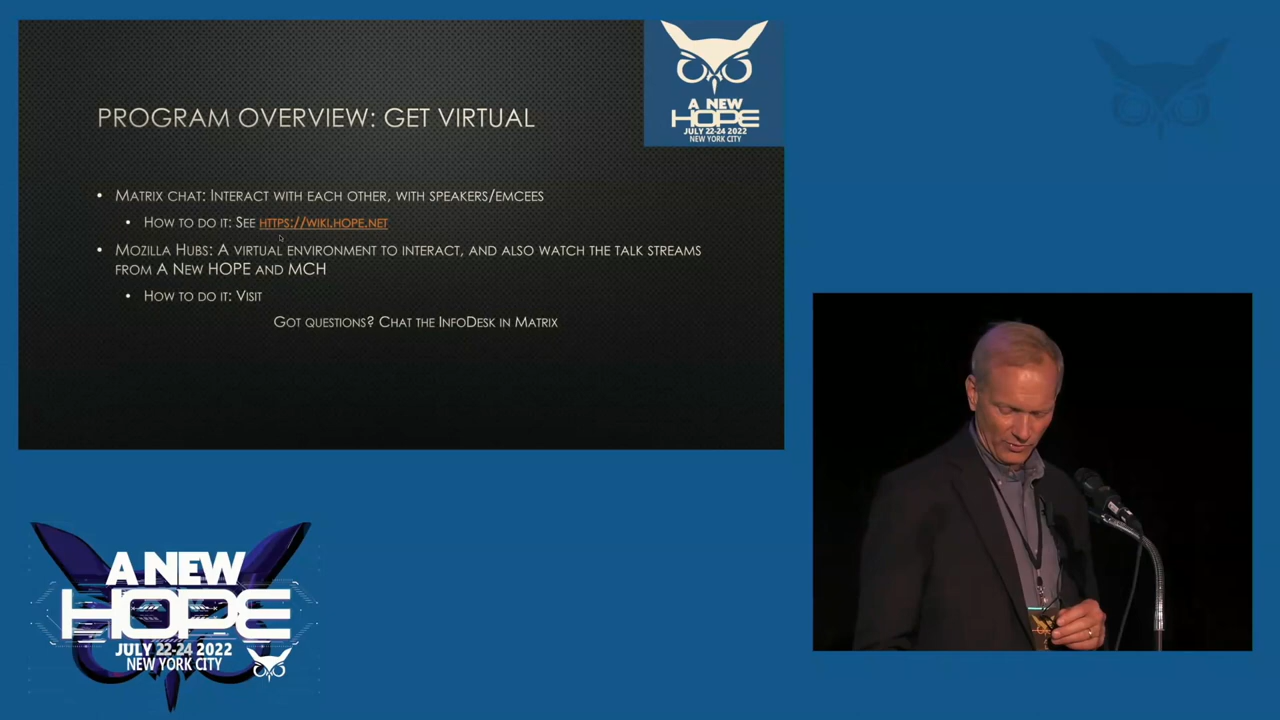 PROGRAM OVERVIEW: GET VIRTUAL
• MATRIX CHAT: INTERACT WITH EACH OTHER, WITH SPEAKERS/EMCEES
• HOW TO DO IT: SEE HTTPS://WIKI.HOPE.NET
• MOZILLA HUBS: A VIRTUAL ENVIRONMENT TO INTERACT, AND ALSO WATCH THE TALK STREAMS
FROM A NEW HOPE AND MCH
• HOW TO DO IT: VISIT
GOT QUESTIONS? CHAT THE INFODESK IN MATRIX
A NEW
HOPE
JULY 22-24 2022
NEW YORK CITY
A NEW
HOPE
JULY 22-24 2022
NEW YORK CITY